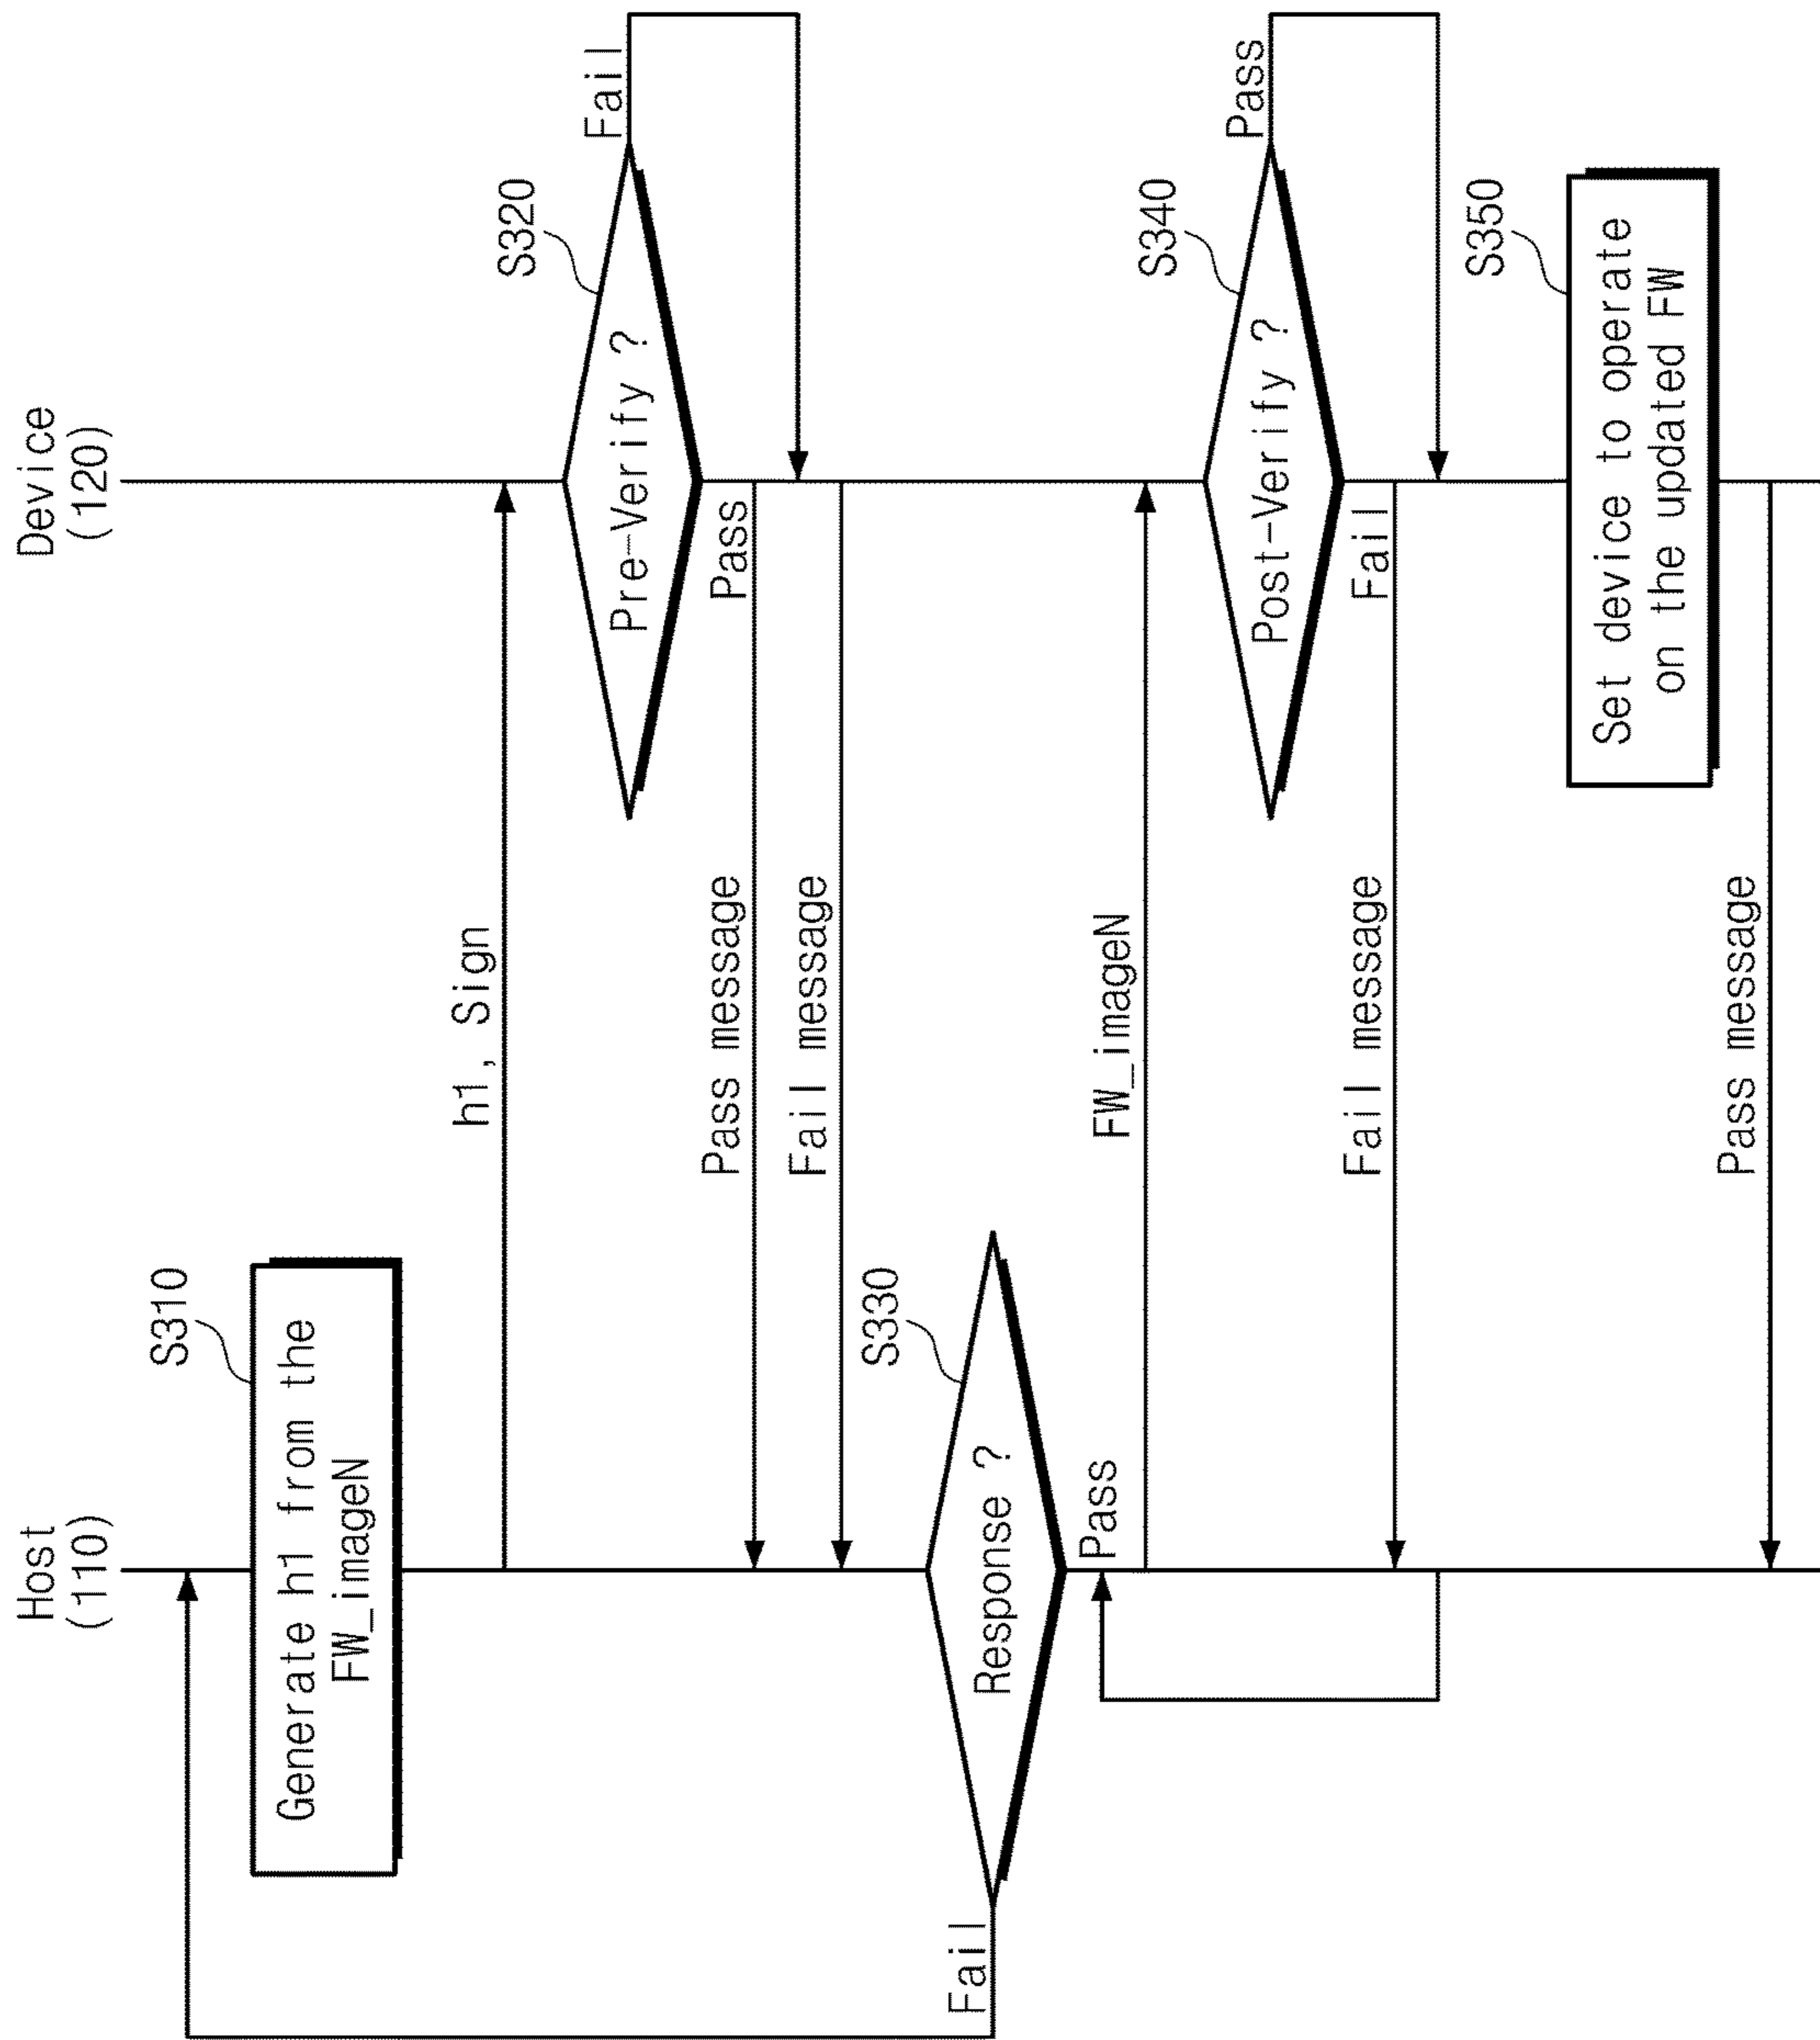 Host
(110)
Device
(120)
S310
Generate h1 from the
FW_imageN
h1, Sign
S320
Pre-Verify ?
Fail
Pass
Pass message
Fail message
S330
Response ?
Fail
Pass
FW_imageN
S340
Post-Verify ?
Pass
Fail
Fail message
S350
Set device to operate
on the updated FW
Pass message